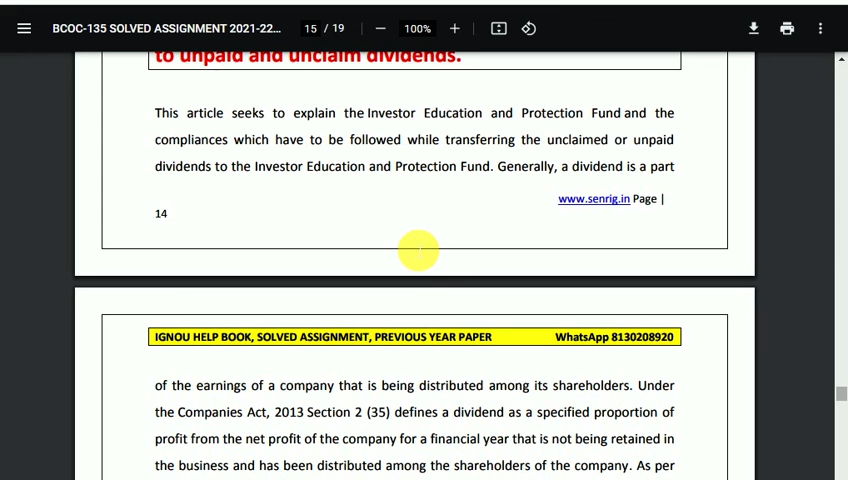 BCOC-135 SOLVED ASSIGNMENT 2021-22... 15 / 19 100%
to unpaid and unclaim dividends.
This article seeks to explain the Investor Education and Protection Fund and the
compliances which have to be followed while transferring the unclaimed or unpaid
dividends to the Investor Education and Protection Fund. Generally, a dividend is a part
www.senrig.in Page |
14
IGNOU HELP BOOK, SOLVED ASSIGNMENT, PREVIOUS YEAR PAPER WhatsApp 8130208920
of the earnings of a company that is being distributed among its shareholders. Under
the Companies Act, 2013 Section 2 (35) defines a dividend as a specified proportion of
profit from the net profit of the company for a financial year that is not being retained in
the business and has been distributed among the shareholders of the company. As per